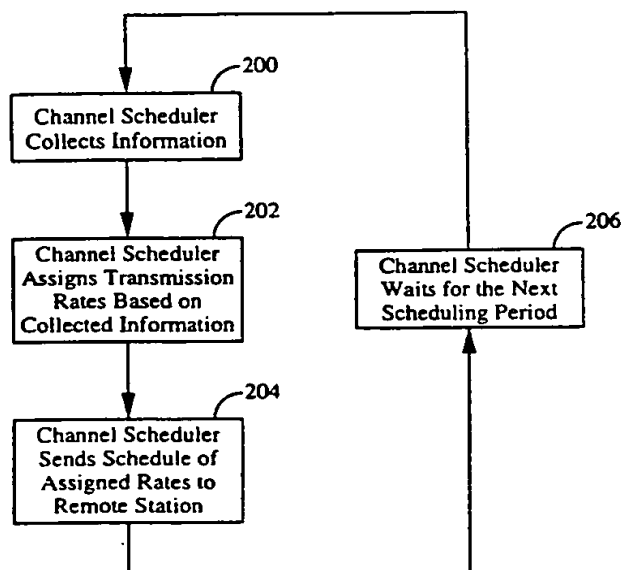 200
Channel Scheduler
Collects Information
202
Channel Scheduler
Assigns Transmission
Rates Based on
Collected Information
204
Channel Scheduler
Sends Schedule of
Assigned Rates to
Remote Station
206
Channel Scheduler
Waits for the Next
Scheduling Period